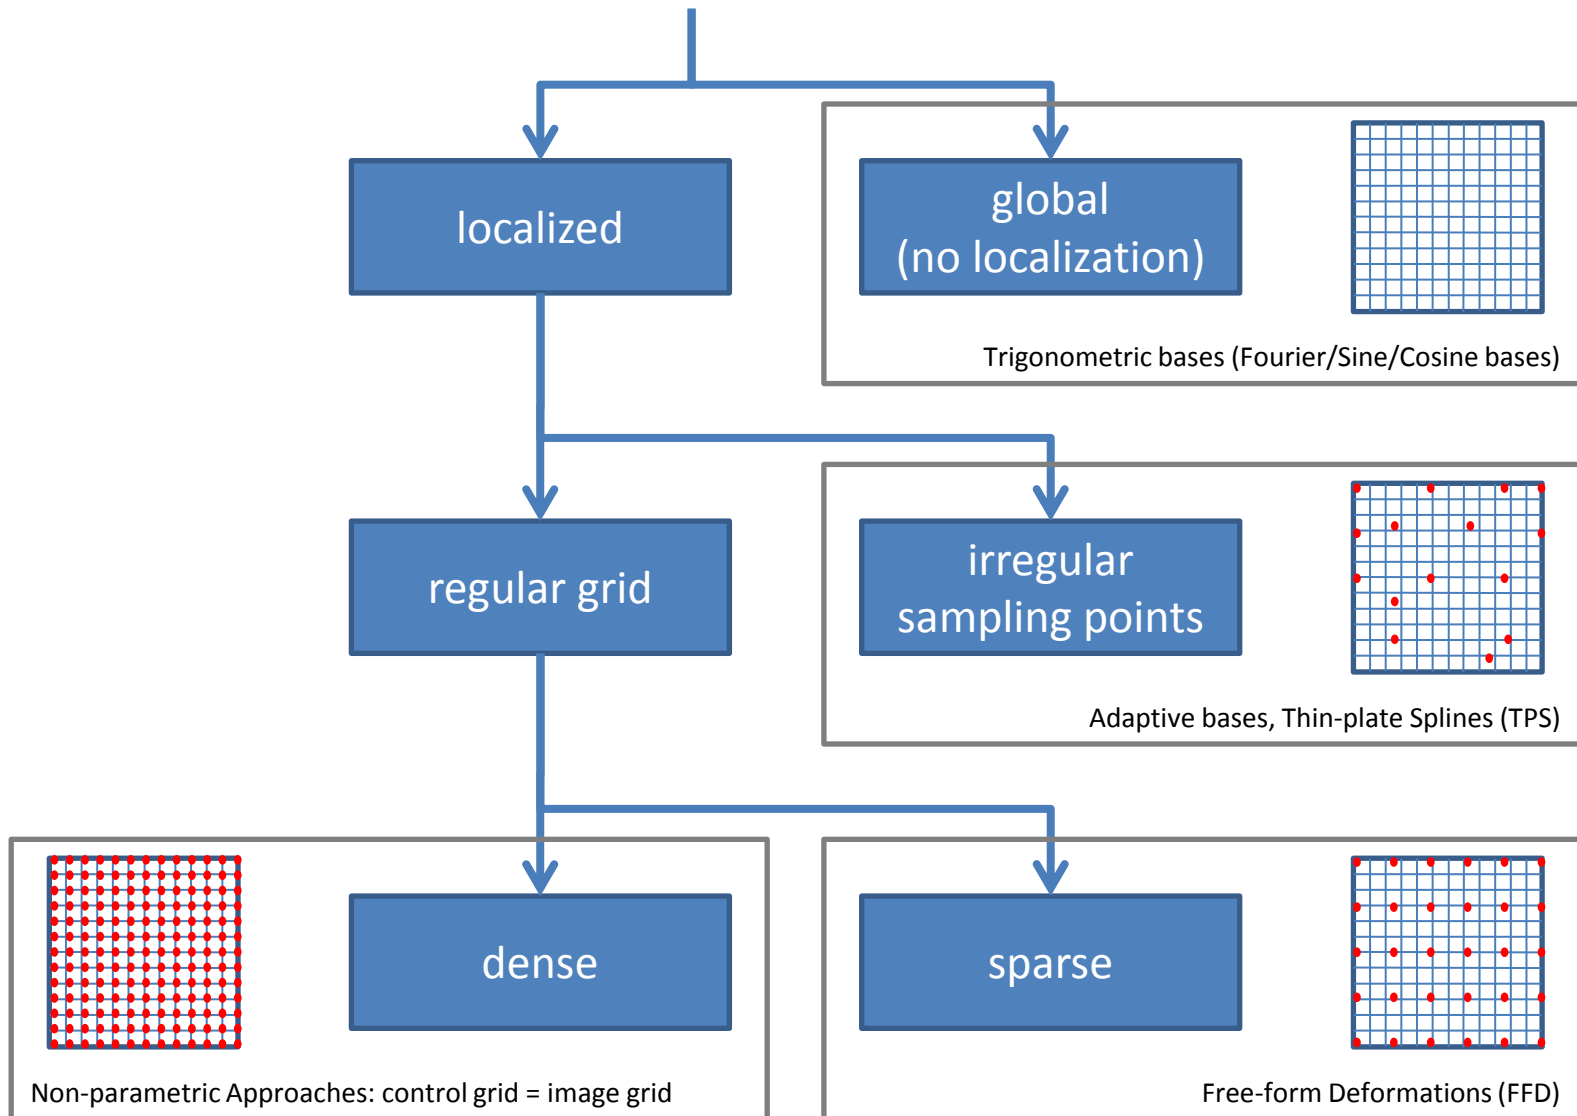 localized
global
(no localization)
Trigonometric bases (Fourier/Sine/Cosine bases)
regular grid
irregular
sampling points
Adaptive bases, Thin-plate Splines (TPS)
dense
sparse
Non-parametric Approaches: control grid = image grid
Free-form Deformations (FFD)